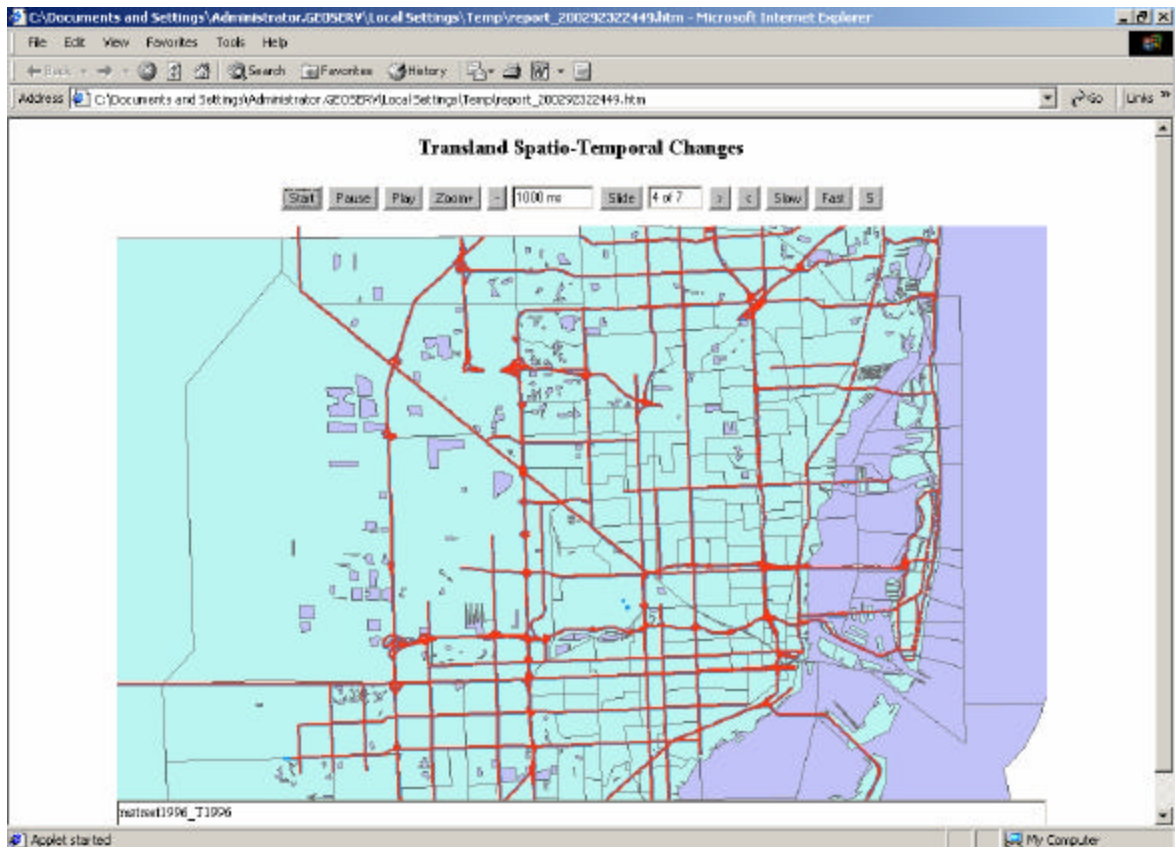 C:\Documents and Settings\Administrator.GEOSERV\Local Settings\Temp\report_200292322449.htm - Microsoft Internet Explorer
File Edit View Favorites Tools Help
Back Search Favorites History
Address C:\Documents and Settings\Administrator.GEOSERV\Local Settings\Temp\report_200292322449.htm Go Links »
Transland Spatio-Temporal Changes
Start Pause Play Zoom+ - 1000 ms Slide 4 of 7 > < Slow Fast S
mstreet1996_T1996
Applet started My Computer